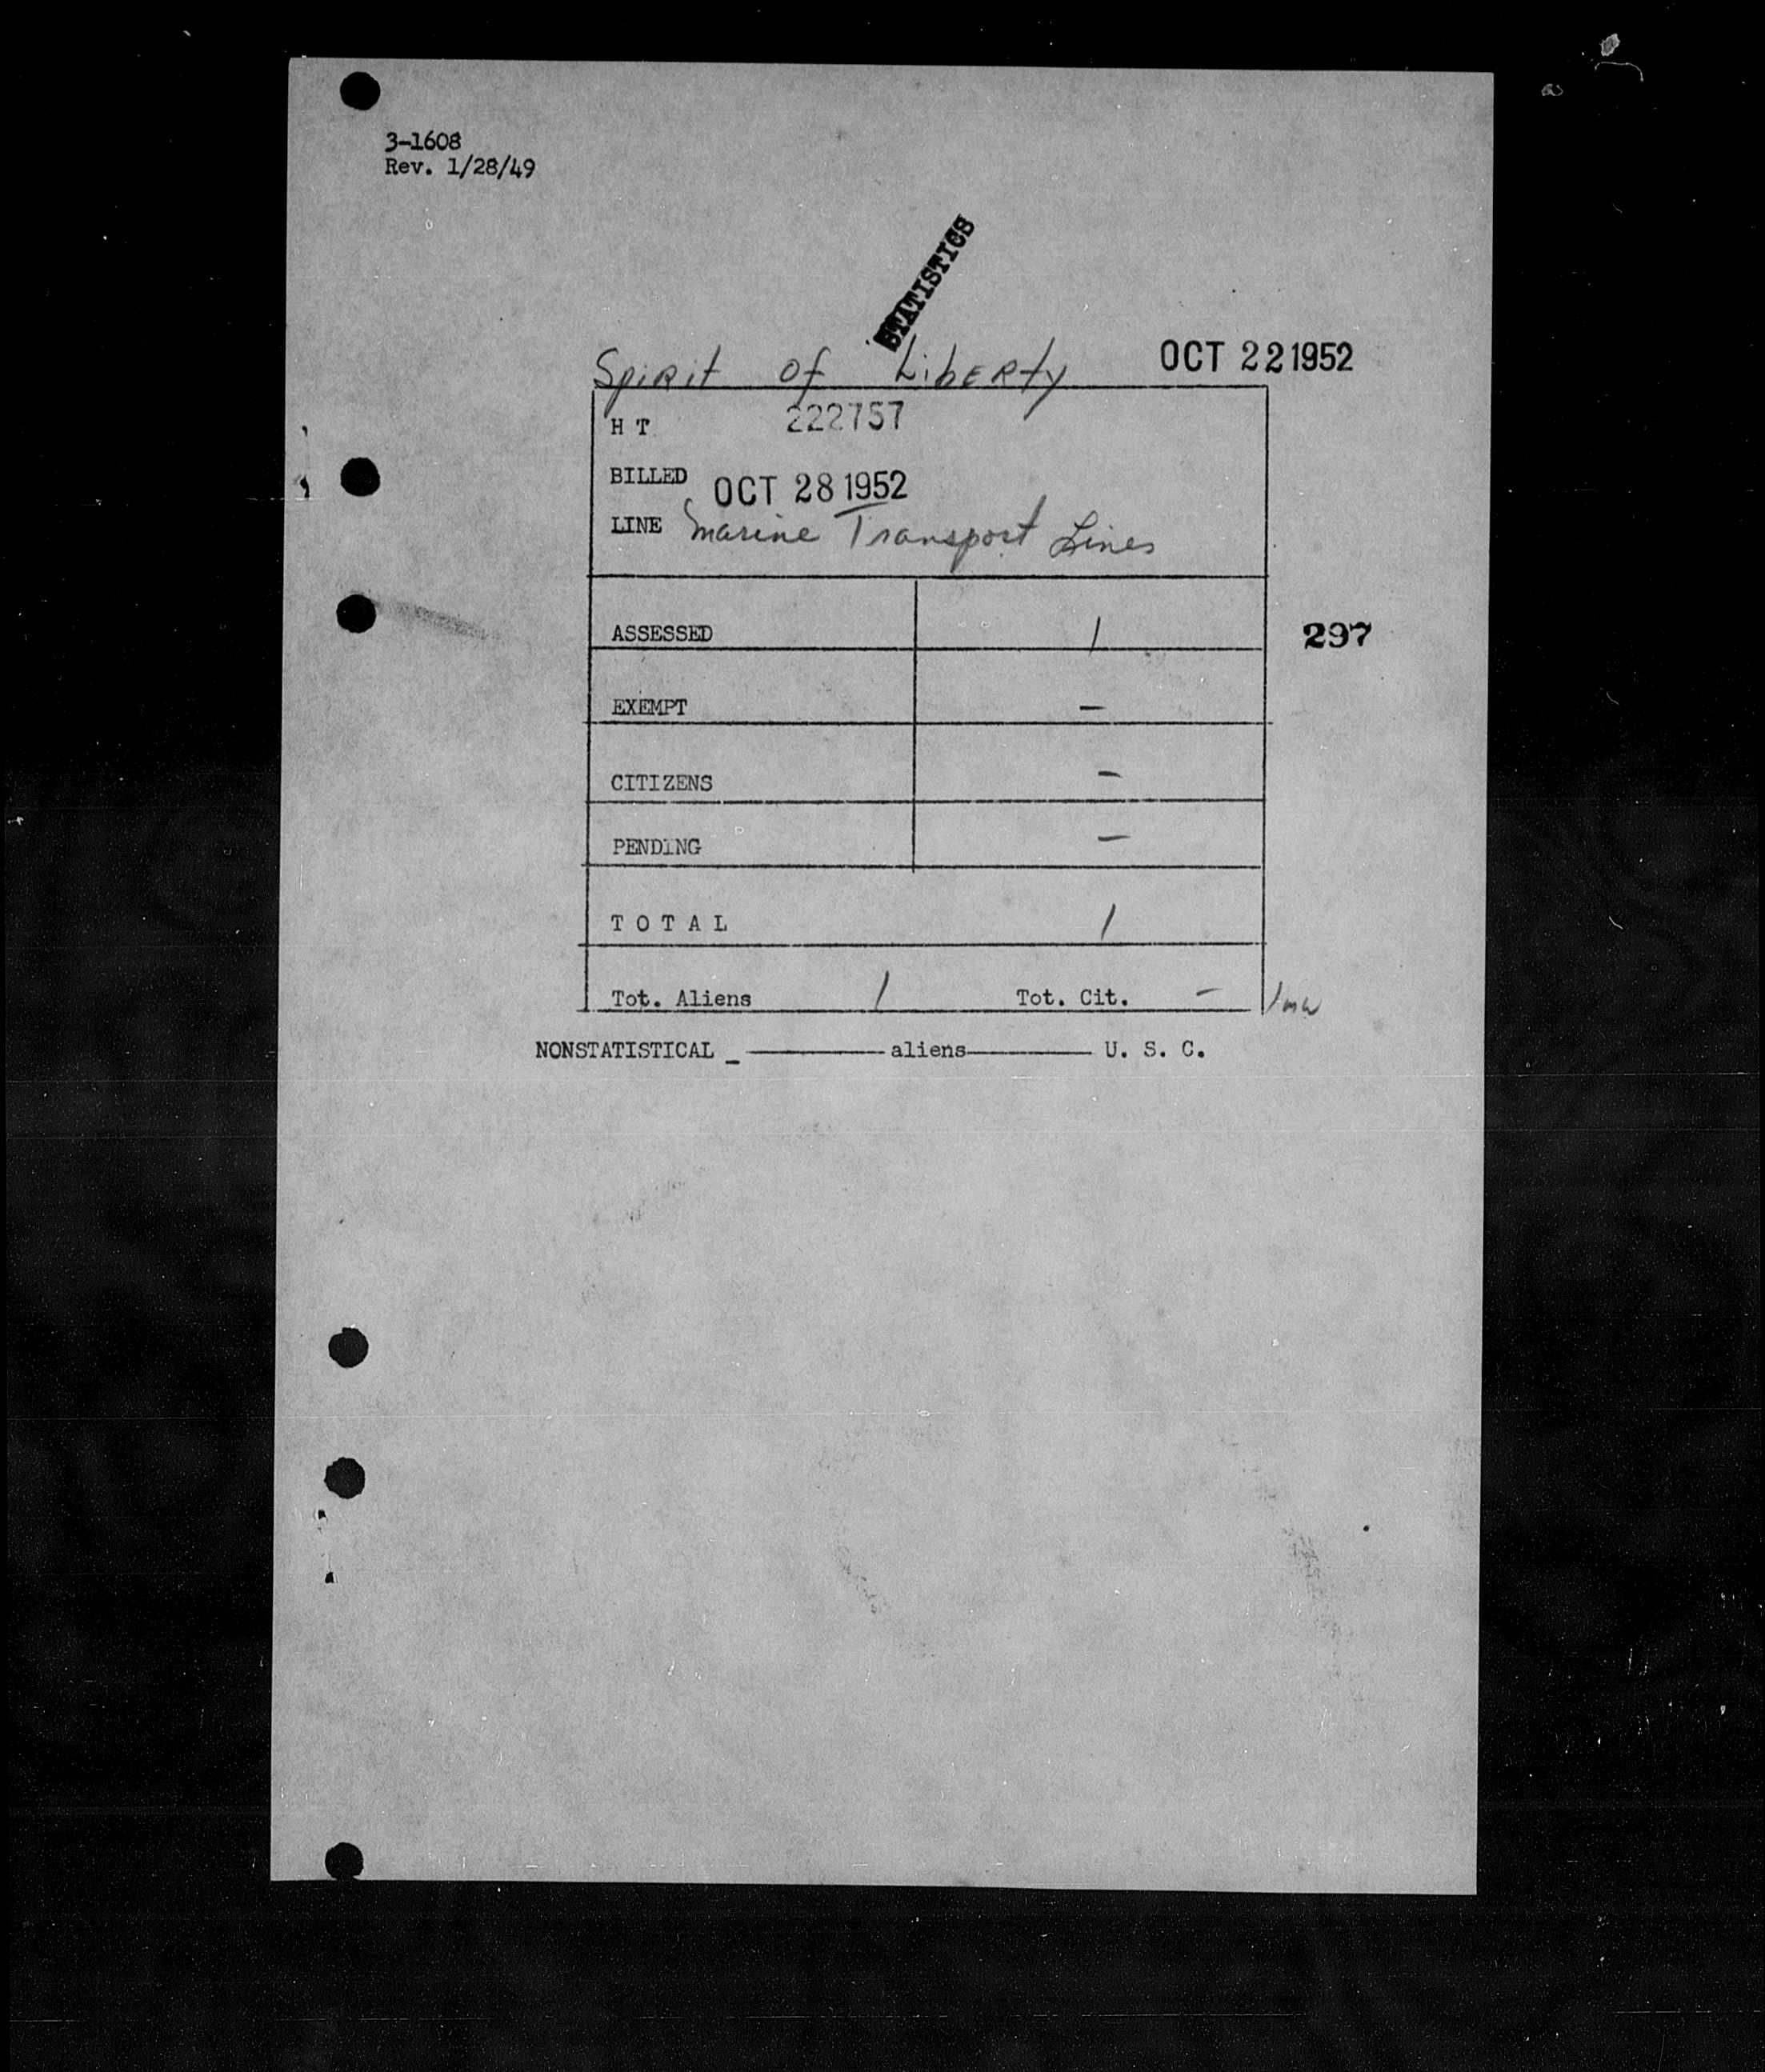 3-1608
Rev. 1/28/49
STATISTICS
Spirit of Liberty OCT 22 1952
H T 222757
BILLED OCT 28 1952
LINE Marine Transport Lines
ASSESSED 1
297
EXEMPT –
CITIZENS –
PENDING –
T O T A L 1
Tot. Aliens 1 Tot. Cit. –
NONSTATISTICAL _ ———— aliens ———— U. S. C.